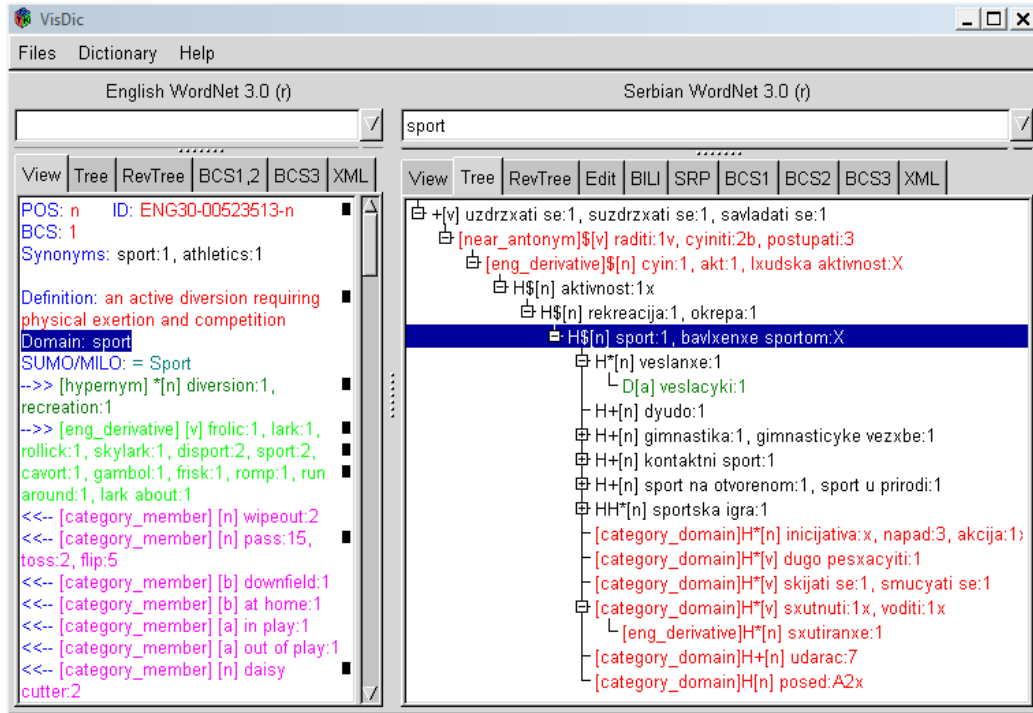 VisDic
Files Dictionary Help
English WordNet 3.0 (r)
View Tree RevTree BCS1,2 BCS3 XML
POS: n ID: ENG30-00523513-n
BCS: 1
Synonyms: sport:1, athletics:1
Definition: an active diversion requiring
physical exertion and competition
Domain: sport
SUMO/MILO: = Sport
-->> [hypernym] *[n] diversion:1,
recreation:1
-->> [eng_derivative] [v] frolic:1, lark:1,
rollick:1, skylark:1, disport:2, sport:2,
cavort:1, gambol:1, frisk:1, romp:1, run
around:1, lark about:1
<<-- [category_member] [n] wipeout:2
<<-- [category_member] [n] pass:15,
toss:2, flip:5
<<-- [category_member] [b] downfield:1
<<-- [category_member] [b] at home:1
<<-- [category_member] [a] in play:1
<<-- [category_member] [a] out of play:1
<<-- [category_member] [n] daisy
cutter:2
Serbian WordNet 3.0 (r)
sport
View Tree RevTree Edit BILI SRP BCS1 BCS2 BCS3 XML
+[v] uzdrzxati se:1, suzdrzxati se:1, savladati se:1
[near_antonym]$[v] raditi:1v, cyiniti:2b, postupati:3
[eng_derivative]$[n] cyin:1, akt:1, lxudska aktivnost:X
H$[n] aktivnost:1x
H$[n] rekreacija:1, okrepa:1
H$[n] sport:1, bavlxenxe sportom:X
H*[n] veslanxe:1
D[a] veslacyki:1
H+[n] dyudo:1
H+[n] gimnastika:1, gimnasticyke vezxbe:1
H+[n] kontaktni sport:1
H+[n] sport na otvorenom:1, sport u prirodi:1
HH*[n] sportska igra:1
[category_domain]H*[n] inicijativa:x, napad:3, akcija:1x
[category_domain]H*[v] dugo pesxacyiti:1
[category_domain]H*[v] skijati se:1, smucyati se:1
[category_domain]H*[v] sxutnuti:1x, voditi:1x
[eng_derivative]H*[n] sxutiranxe:1
[category_domain]H+[n] udarac:7
[category_domain]H[n] posed:A2x